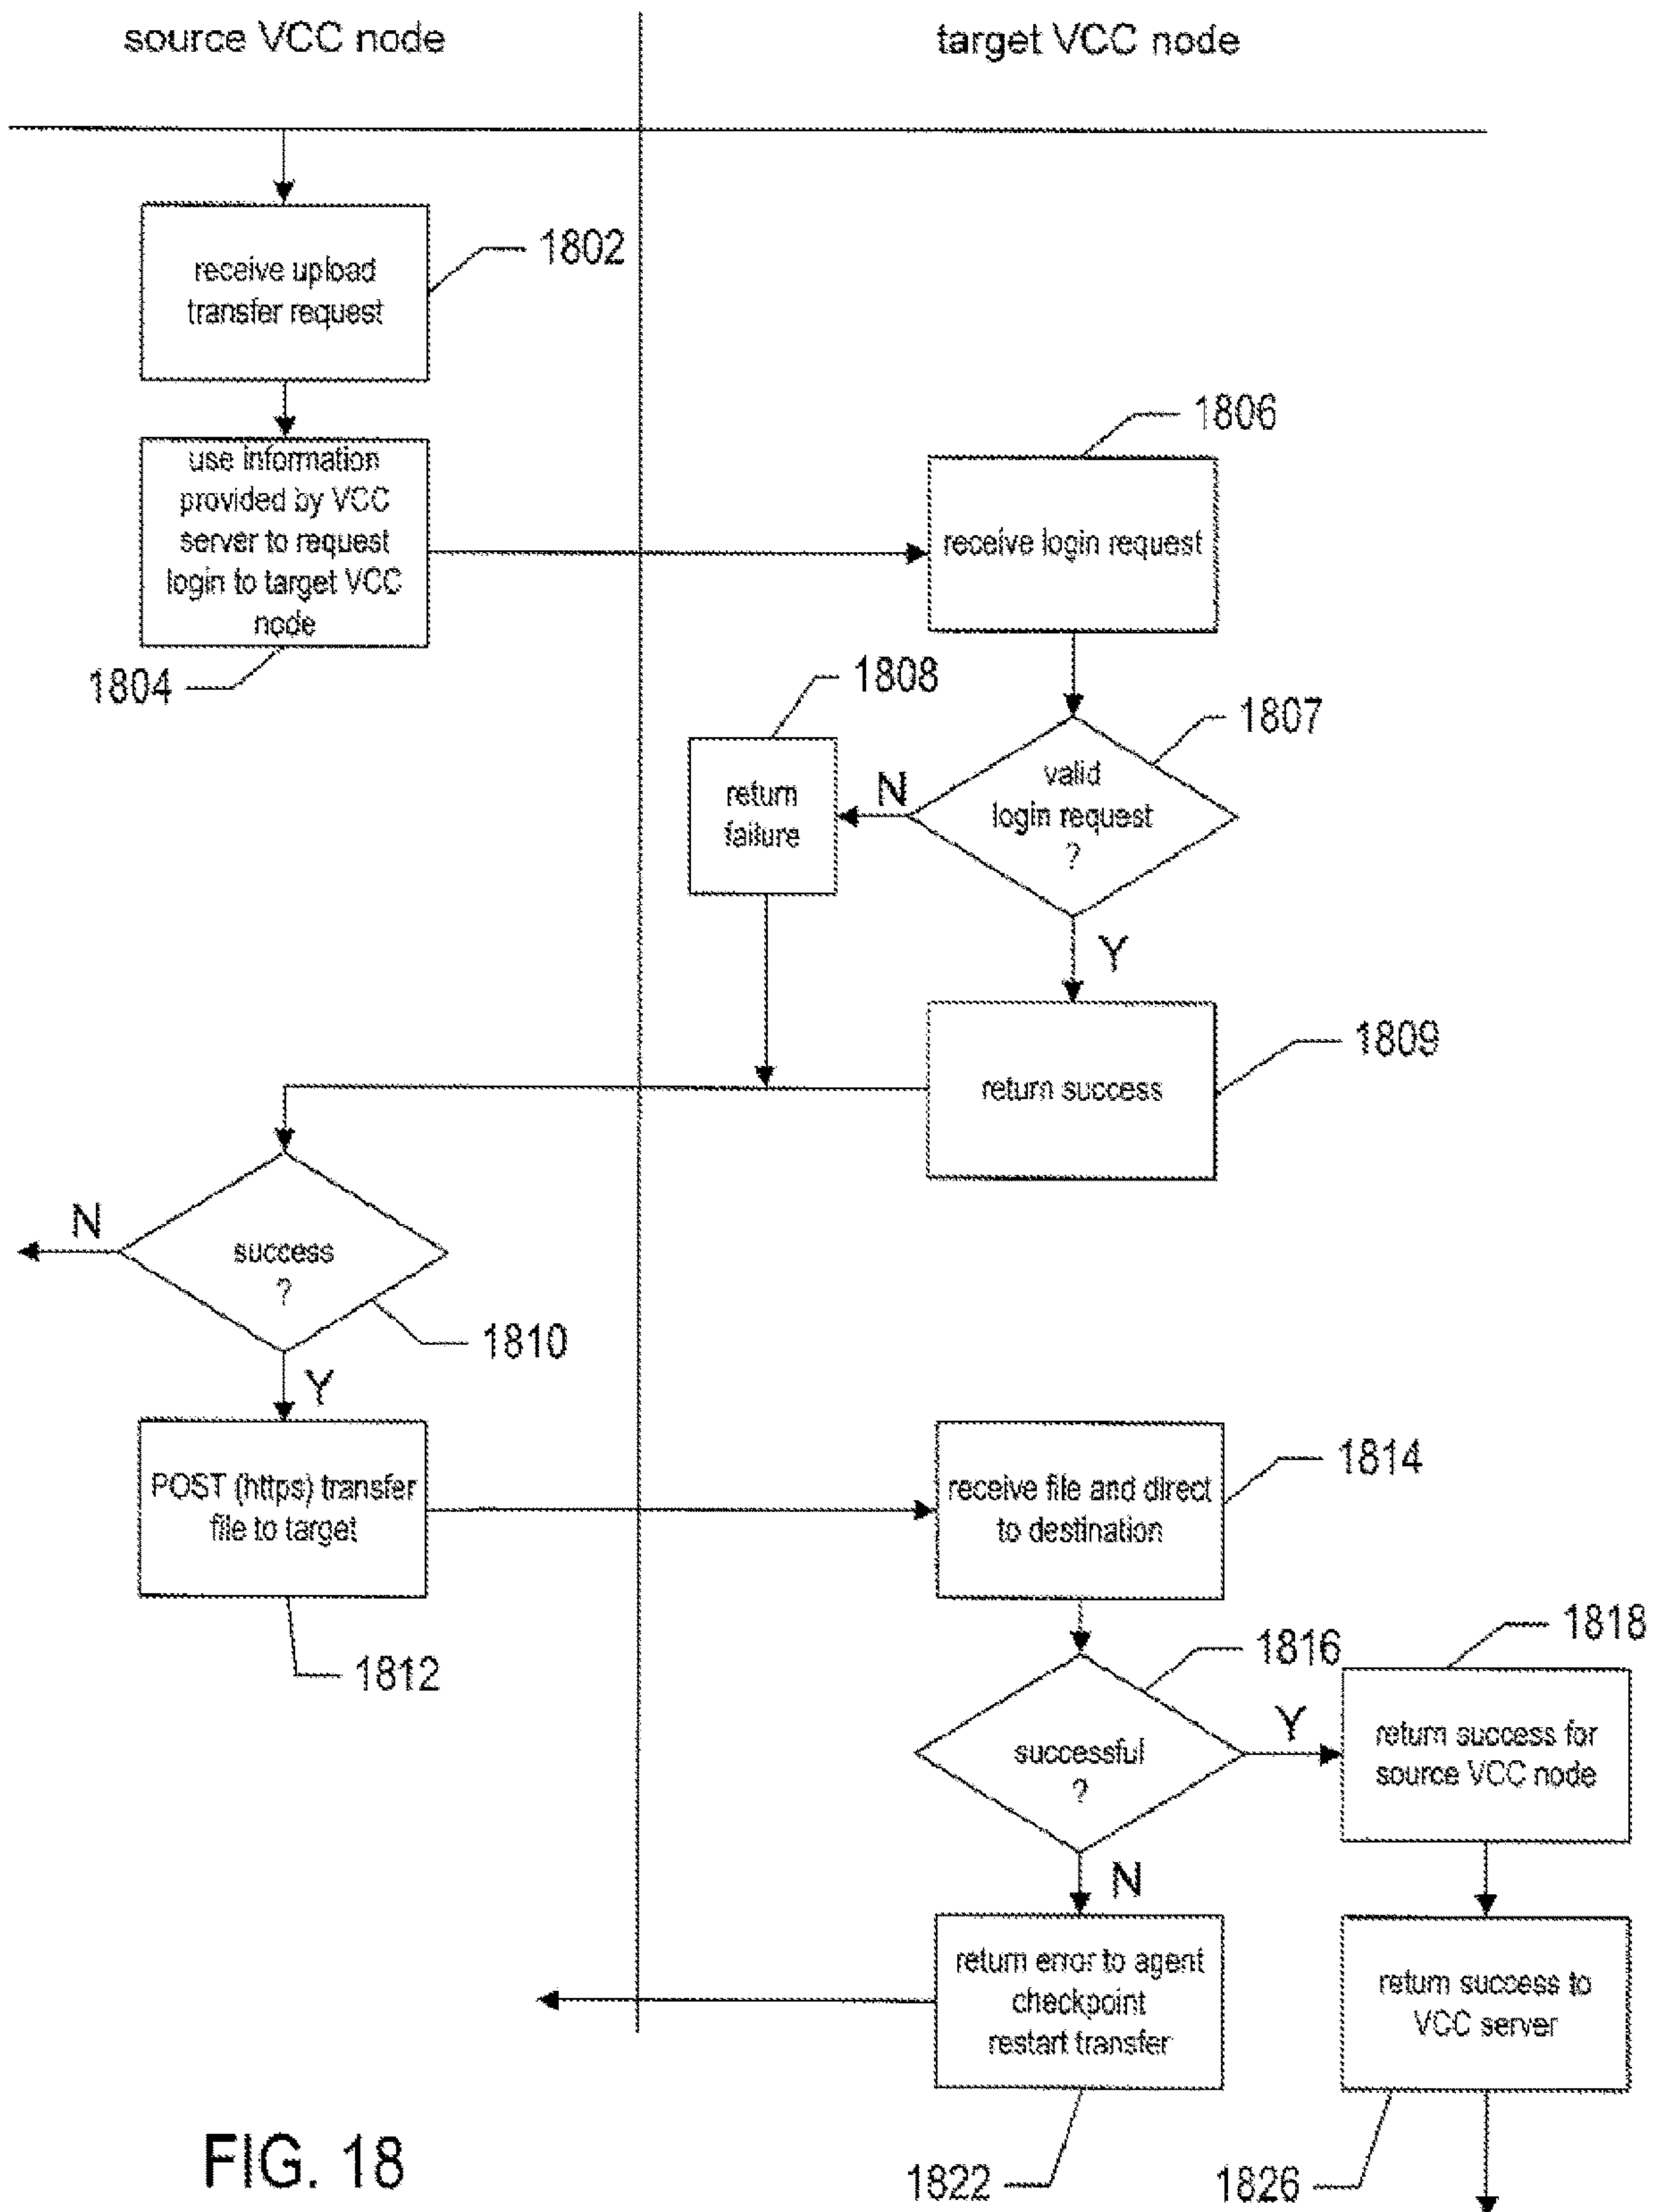 source VCC node
target VCC node
receive upload
transfer request
1802
use information
provided by VCC
server to request
login to target VCC
node
1804
1806
receive login request
1807
valid
login request
?
N
1808
return
failure
Y
return success
1809
success
?
N
1810
Y
POST (https) transfer
file to target
1812
receive file and direct
to destination
1814
1816
successful
?
Y
1818
return success for
source VCC node
N
return error to agent
checkpoint
restart transfer
1822
return success to
VCC server
1826
FIG. 18